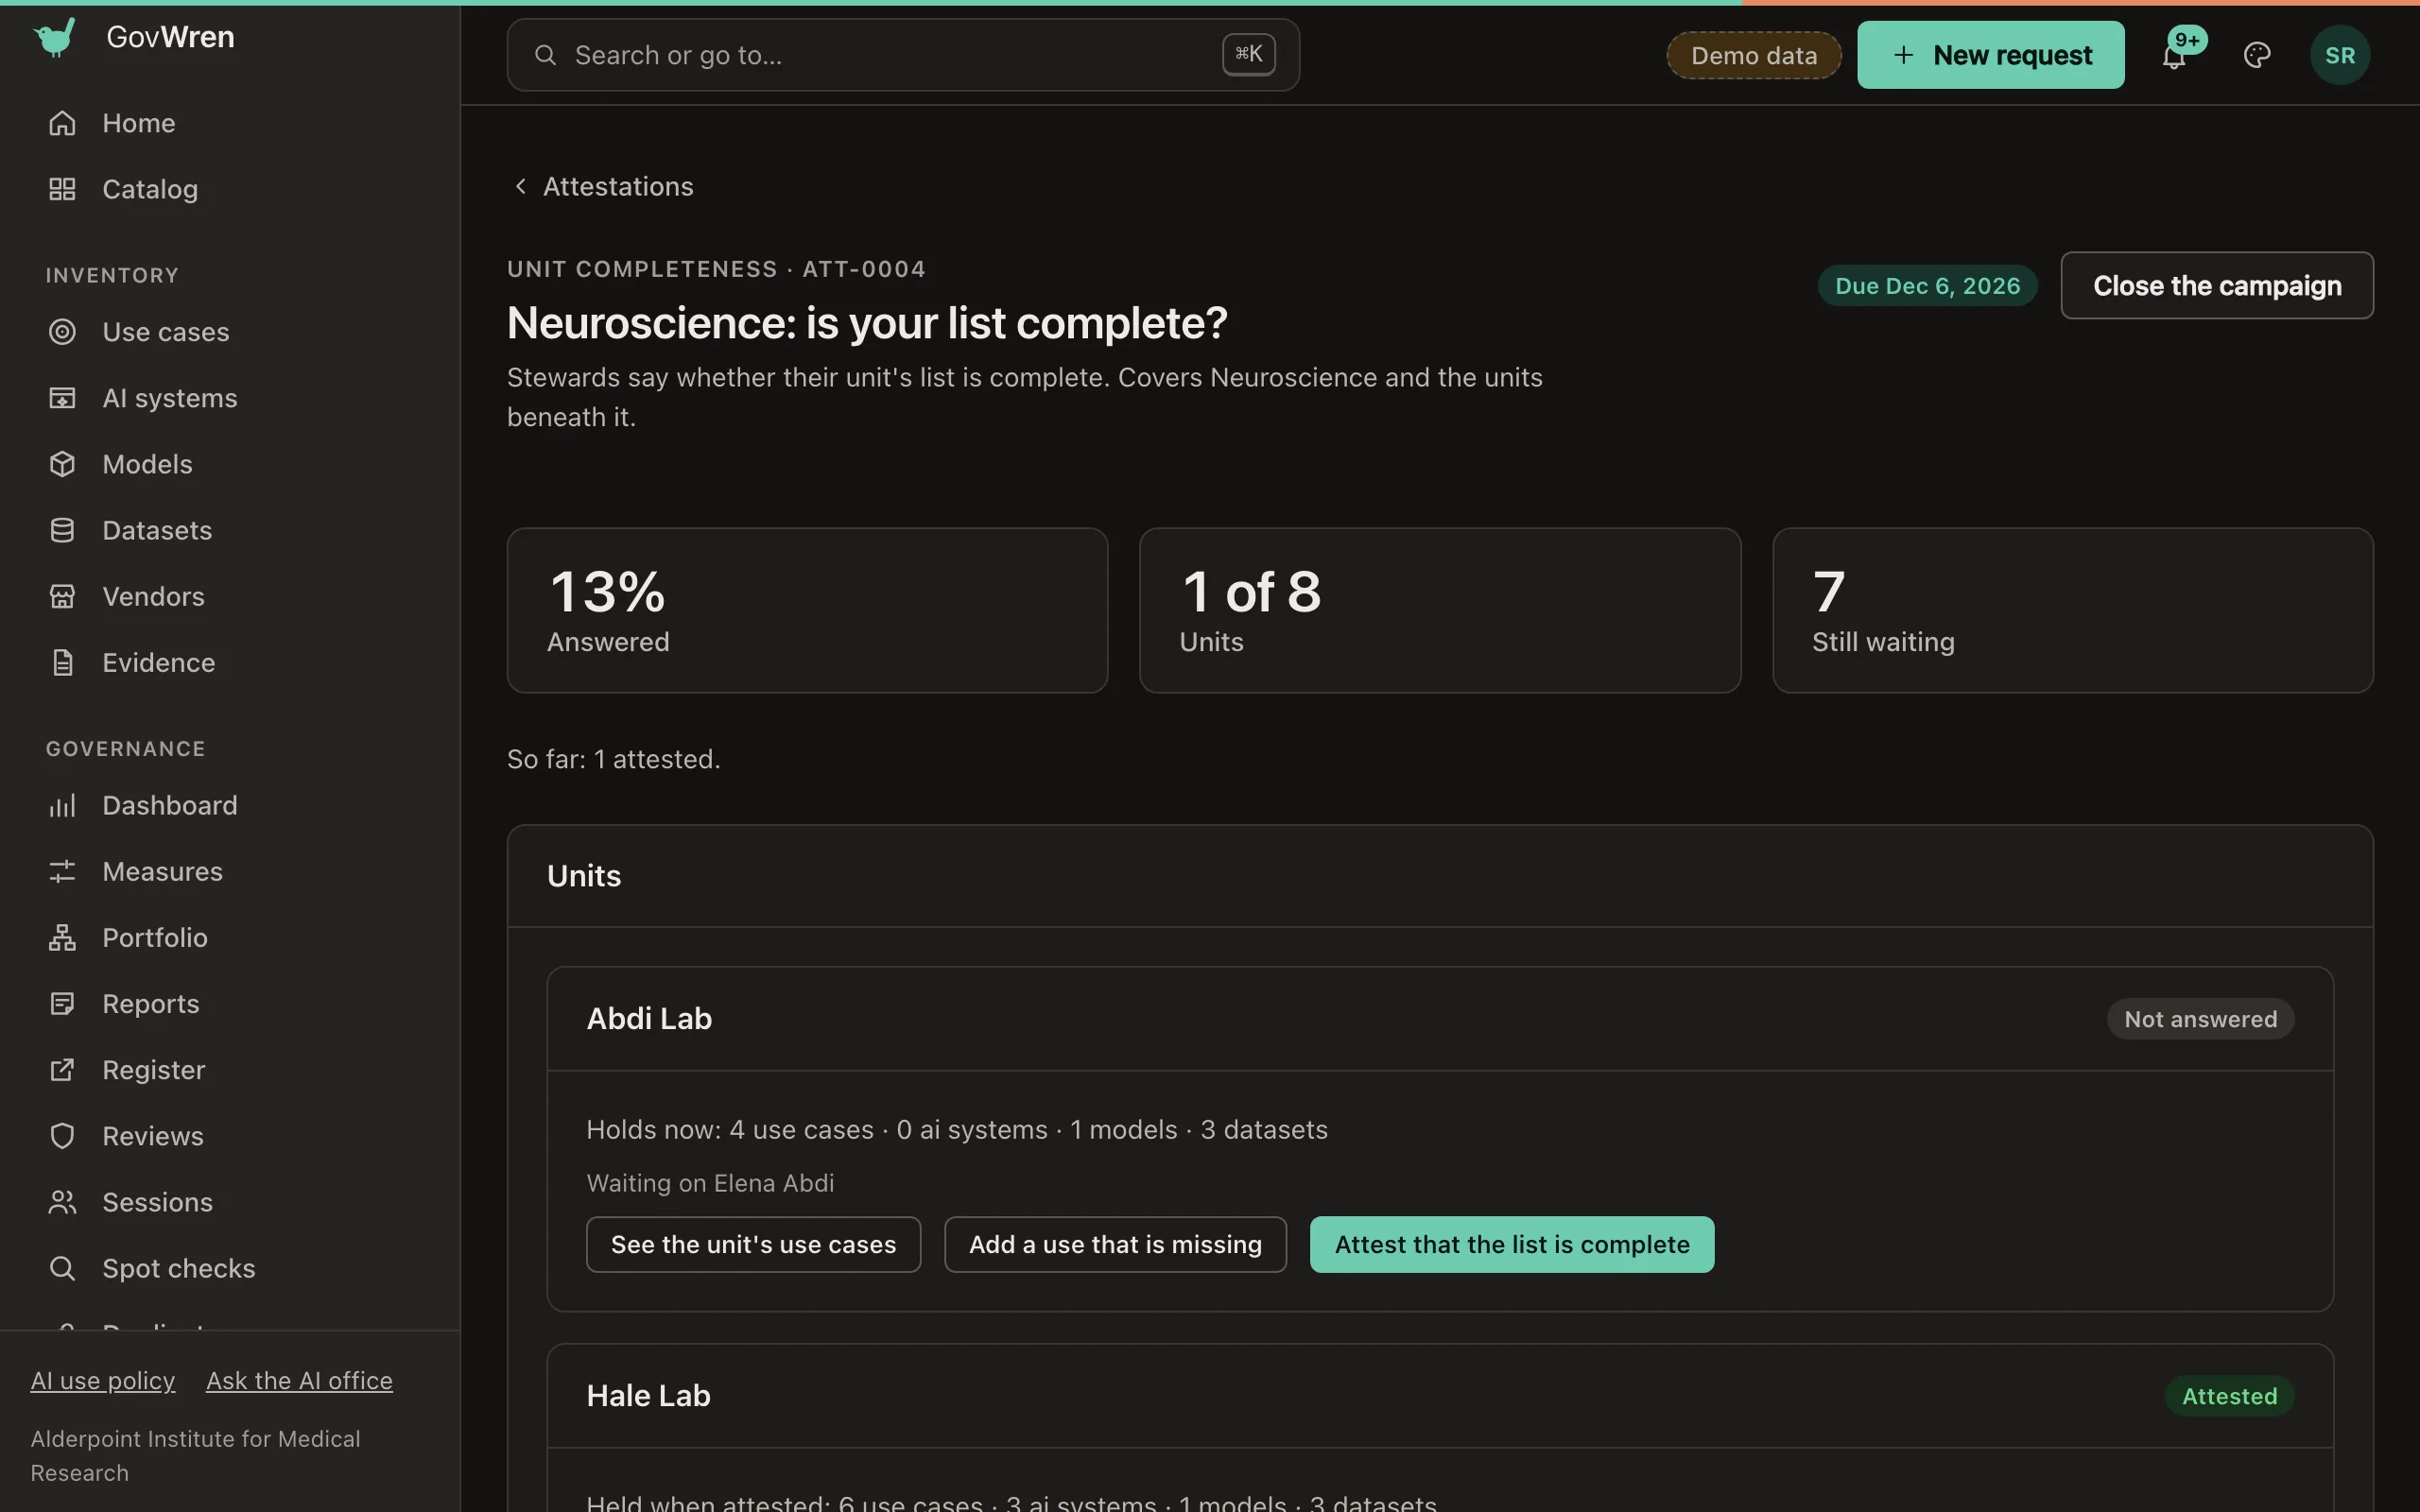 GovWren
Search or go to...
⌘K
Demo data
+ New request
9+
SR
Home
Catalog
INVENTORY
Use cases
AI systems
Models
Datasets
Vendors
Evidence
GOVERNANCE
Dashboard
Measures
Portfolio
Reports
Register
Reviews
Sessions
Spot checks
AI use policy
Ask the AI office
Alderpoint Institute for Medical
Research
Attestations
UNIT COMPLETENESS · ATT-0004
Neuroscience: is your list complete?
Stewards say whether their unit's list is complete. Covers Neuroscience and the units
beneath it.
Due Dec 6, 2026
Close the campaign
13%
Answered
1 of 8
Units
7
Still waiting
So far: 1 attested.
Units
Abdi Lab
Not answered
Holds now: 4 use cases · 0 ai systems · 1 models · 3 datasets
Waiting on Elena Abdi
See the unit's use cases
Add a use that is missing
Attest that the list is complete
Hale Lab
Attested
Held when attested: 6 use cases · 3 ai systems · 1 models · 3 datasets